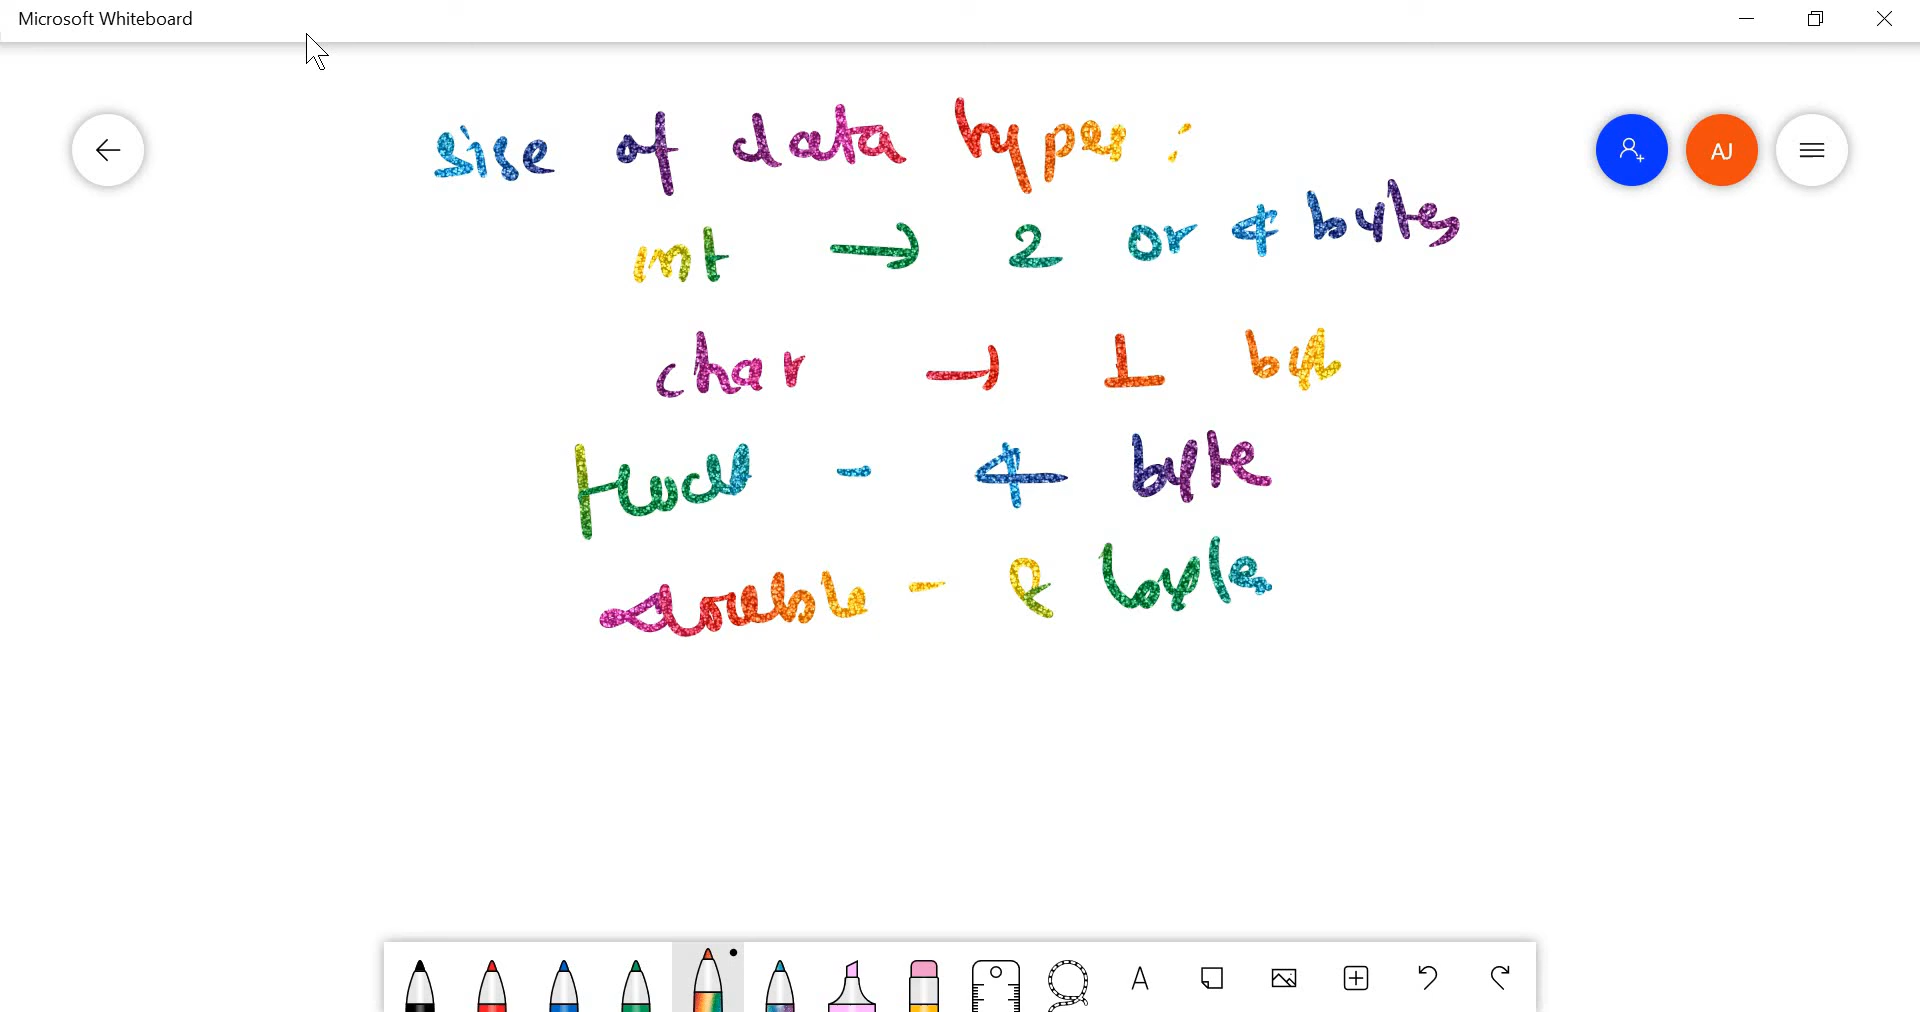 Microsoft Whiteboard
AJ
size of data types :
int → 2 or 4 bytes
char → 1 byte
float - 4 byte
double - 8 byte
A